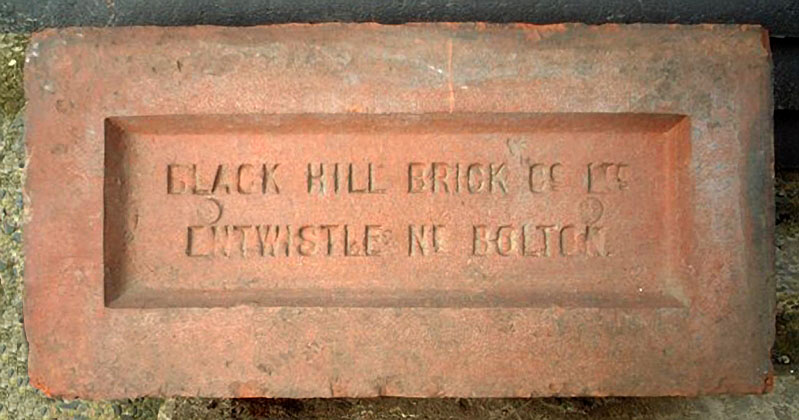 BLACK HILL BRICK Co LTD
ENTWISTLE Nr BOLTON.